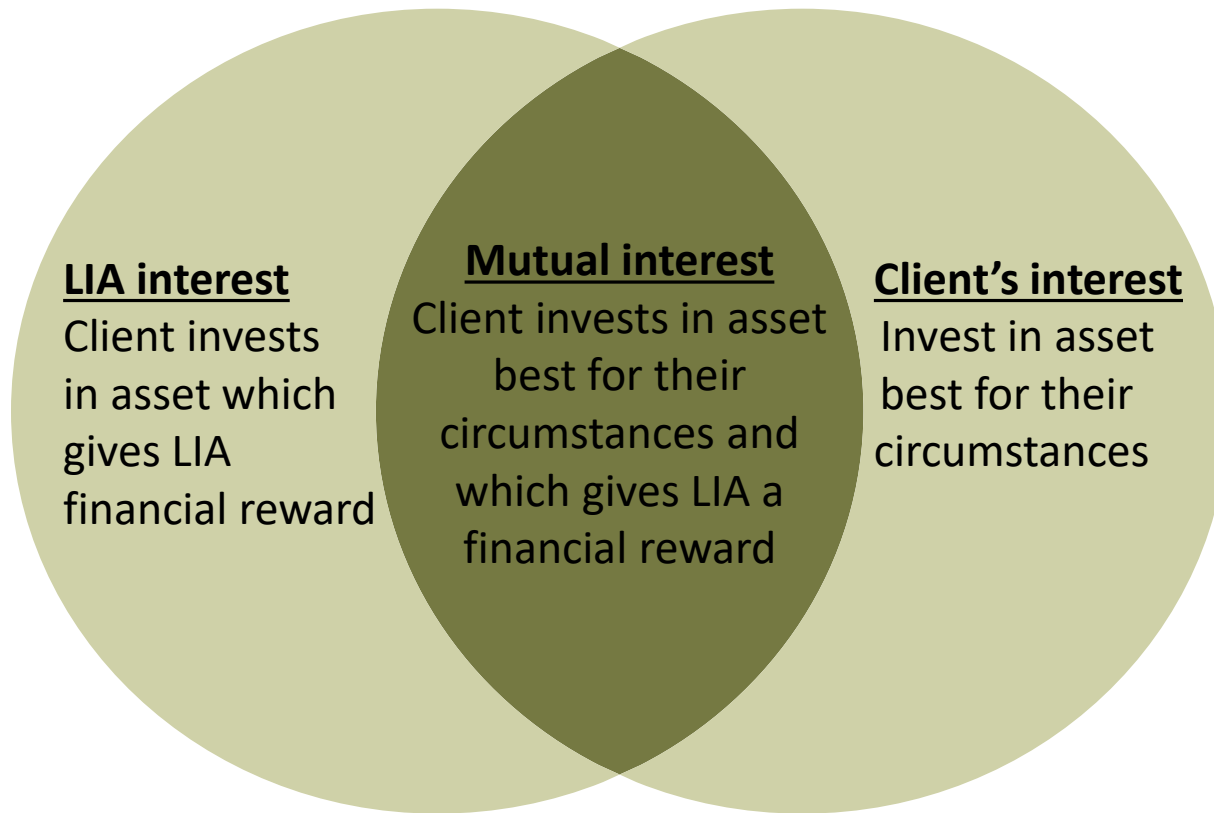 LIA interest
Client invests
in asset which
gives LIA
financial reward
Mutual interest
Client invests in asset
best for their
circumstances and
which gives LIA a
financial reward
Client’s interest
Invest in asset
best for their
circumstances